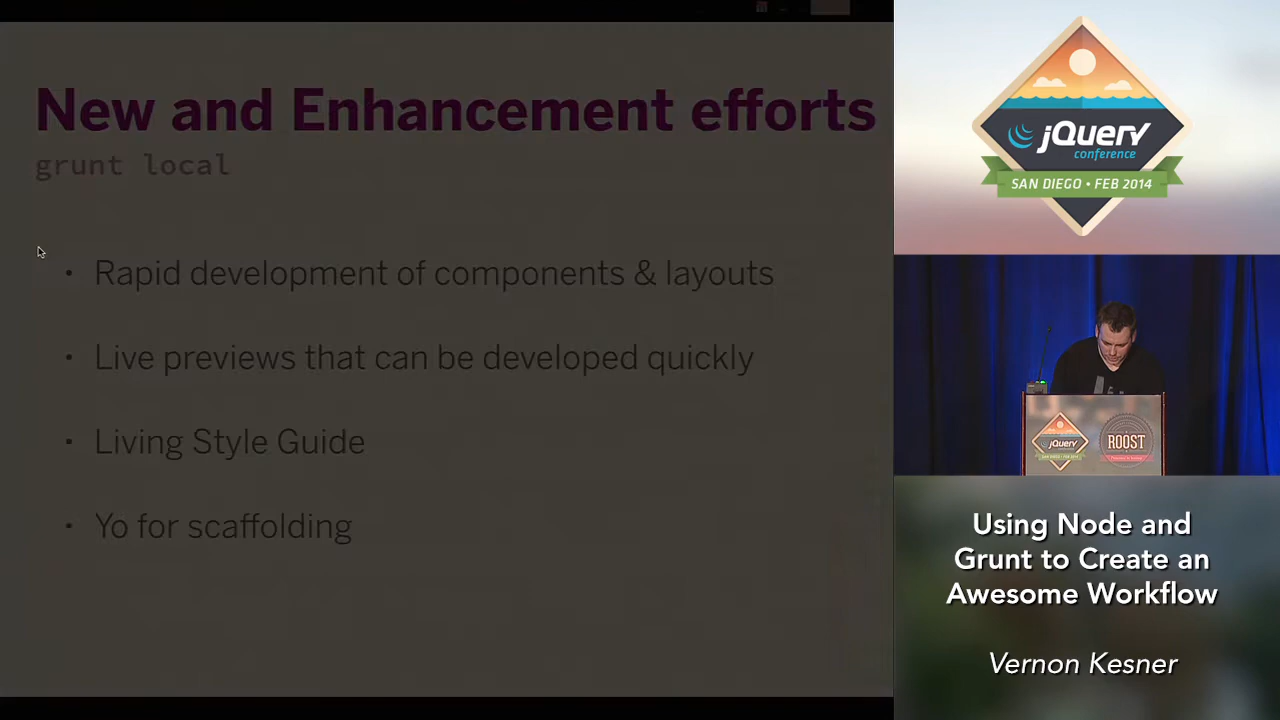 New and Enhancement efforts
grunt local
• Rapid development of components & layouts
• Live previews that can be developed quickly
• Living Style Guide
• Yo for scaffolding
jQuery
conference
SAN DIEGO • FEB 2014
jQuery
ROOST
Using Node and
Grunt to Create an
Awesome Workflow
Vernon Kesner